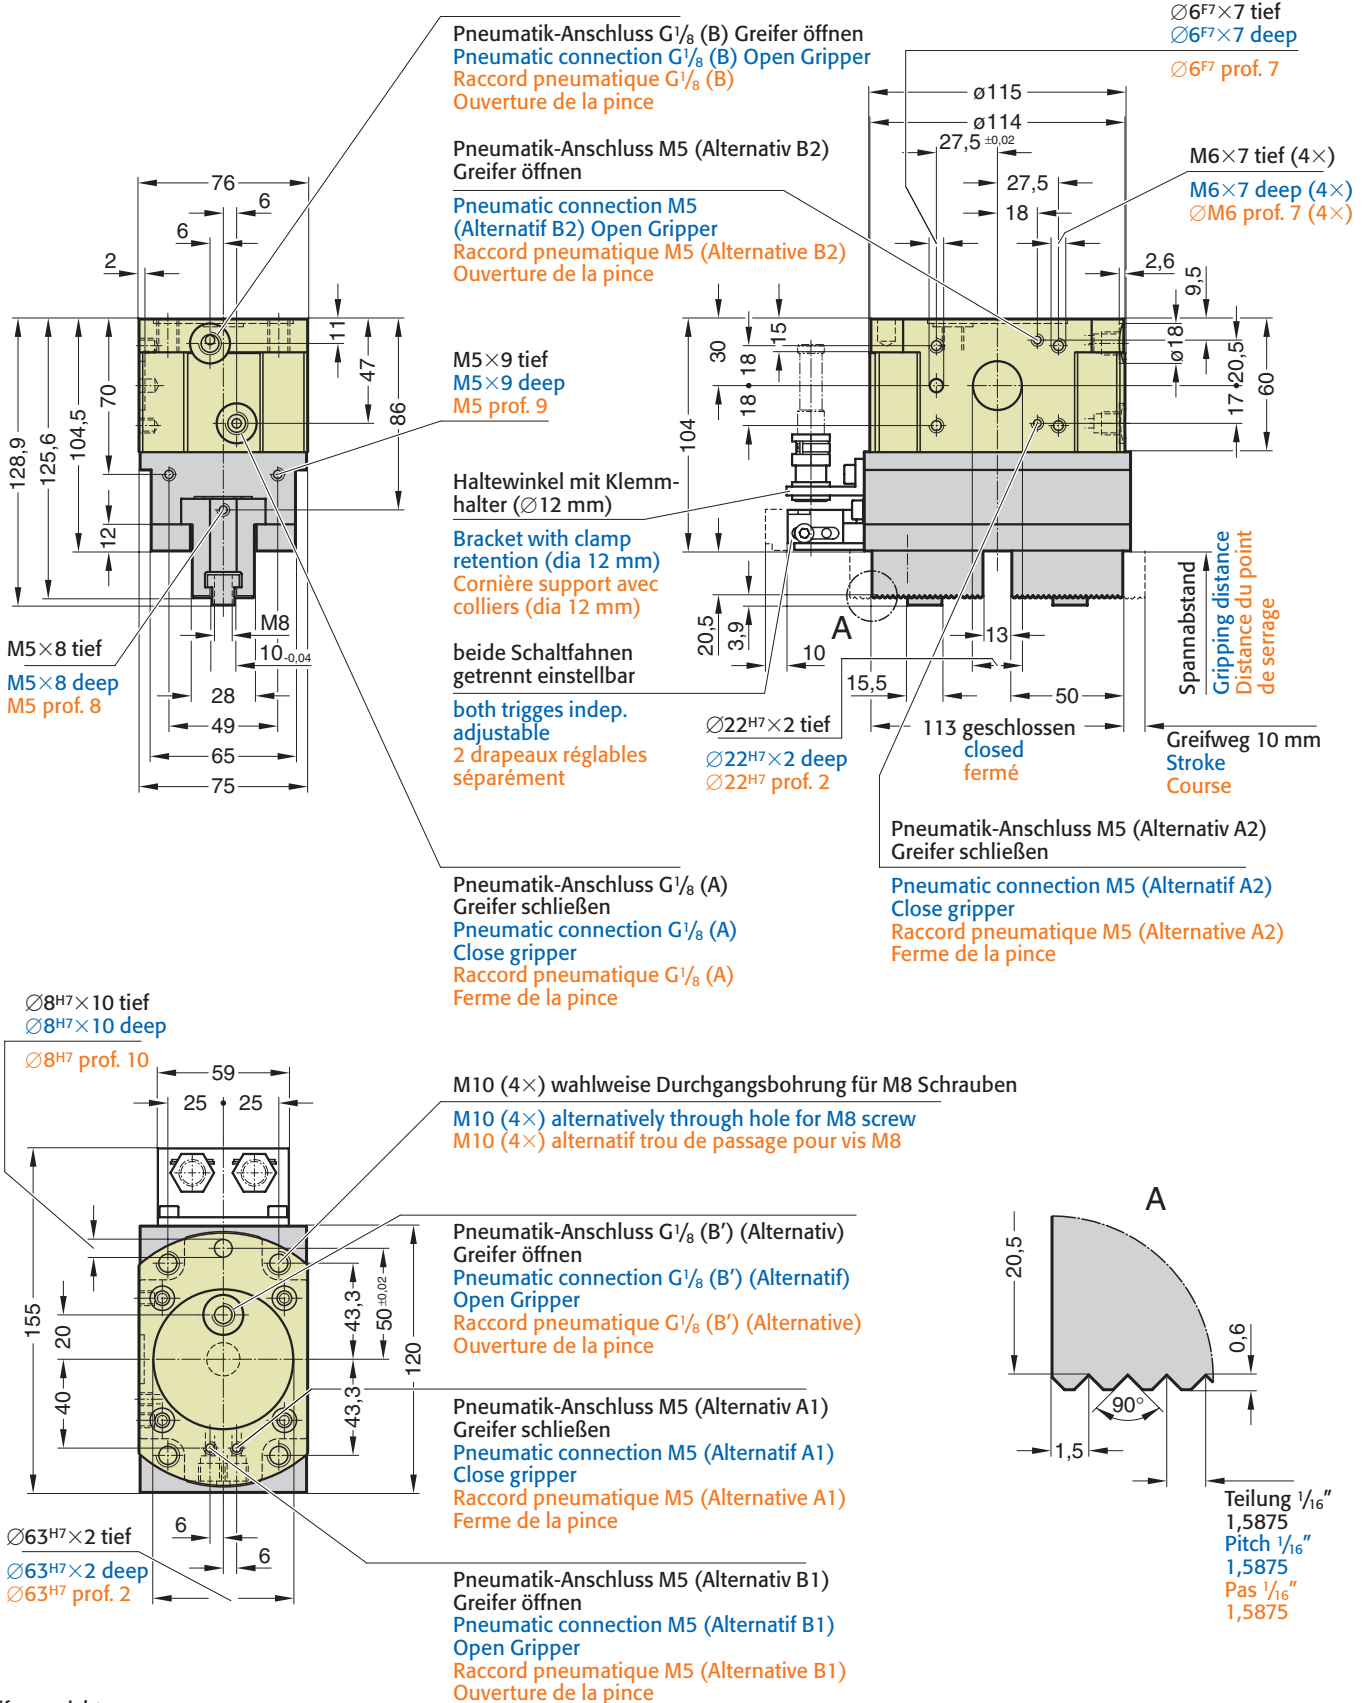 Pneumatik-Anschluss G1/8 (B) Greifer öffnen
Pneumatic connection G1/8 (B) Open Gripper
Raccord pneumatique G1/8 (B)
Ouverture de la pince
Ø6F7×7 tief
Ø6F7×7 deep
Ø6F7 prof. 7
ø115
ø114
27,5 ±0,02
27,5
18
Pneumatik-Anschluss M5 (Alternativ B2)
Greifer öffnen
Pneumatic connection M5
(Alternatif B2) Open Gripper
Raccord pneumatique M5 (Alternative B2)
Ouverture de la pince
M6×7 tief (4×)
M6×7 deep (4×)
ØM6 prof. 7 (4×)
76
6
6
2
11
47
86
70
104,5
125,6
128,9
12
M5×9 tief
M5×9 deep
M5 prof. 9
2,6
9,5
ø18
20,5
17
60
15
30
18
18
104
Haltewinkel mit Klemm-
halter (Ø12 mm)
Bracket with clamp
retention (dia 12 mm)
Cornière support avec
colliers (dia 12 mm)
beide Schaltfahnen
getrennt einstellbar
both trigges indep.
adjustable
2 drapeaux réglables
séparément
M5×8 tief
M5×8 deep
M5 prof. 8
M8
10-0,04
28
49
65
75
20,5
3,9
A
10
13
15,5
50
Spannabstand
Gripping distance
Distance du point
de serrage
Ø22H7×2 tief
Ø22H7×2 deep
Ø22H7 prof. 2
113 geschlossen
closed
fermé
Greifweg 10 mm
Stroke
Course
Pneumatik-Anschluss M5 (Alternativ A2)
Greifer schließen
Pneumatic connection M5 (Alternatif A2)
Close gripper
Raccord pneumatique M5 (Alternative A2)
Ferme de la pince
Pneumatik-Anschluss G1/8 (A)
Greifer schließen
Pneumatic connection G1/8 (A)
Close gripper
Raccord pneumatique G1/8 (A)
Ferme de la pince
Ø8H7×10 tief
Ø8H7×10 deep
Ø8H7 prof. 10
59
25
25
M10 (4×) wahlweise Durchgangsbohrung für M8 Schrauben
M10 (4×) alternatively through hole for M8 screw
M10 (4×) alternatif trou de passage pour vis M8
155
20
40
43,3
43,3
50±0,02
120
Pneumatik-Anschluss G1/8 (B′) (Alternativ)
Greifer öffnen
Pneumatic connection G1/8 (B′) (Alternatif)
Open Gripper
Raccord pneumatique G1/8 (B′) (Alternative)
Ouverture de la pince
Pneumatik-Anschluss M5 (Alternativ A1)
Greifer schließen
Pneumatic connection M5 (Alternatif A1)
Close gripper
Raccord pneumatique M5 (Alternative A1)
Ferme de la pince
A
20,5
0,6
90°
1,5
Teilung 1/16″
1,5875
Pitch 1/16″
1,5875
Pas 1/16″
1,5875
6
6
Ø63H7×2 tief
Ø63H7×2 deep
Ø63H7 prof. 2
Pneumatik-Anschluss M5 (Alternativ B1)
Greifer öffnen
Pneumatic connection M5 (Alternatif B1)
Open Gripper
Raccord pneumatique M5 (Alternative B1)
Ouverture de la pince